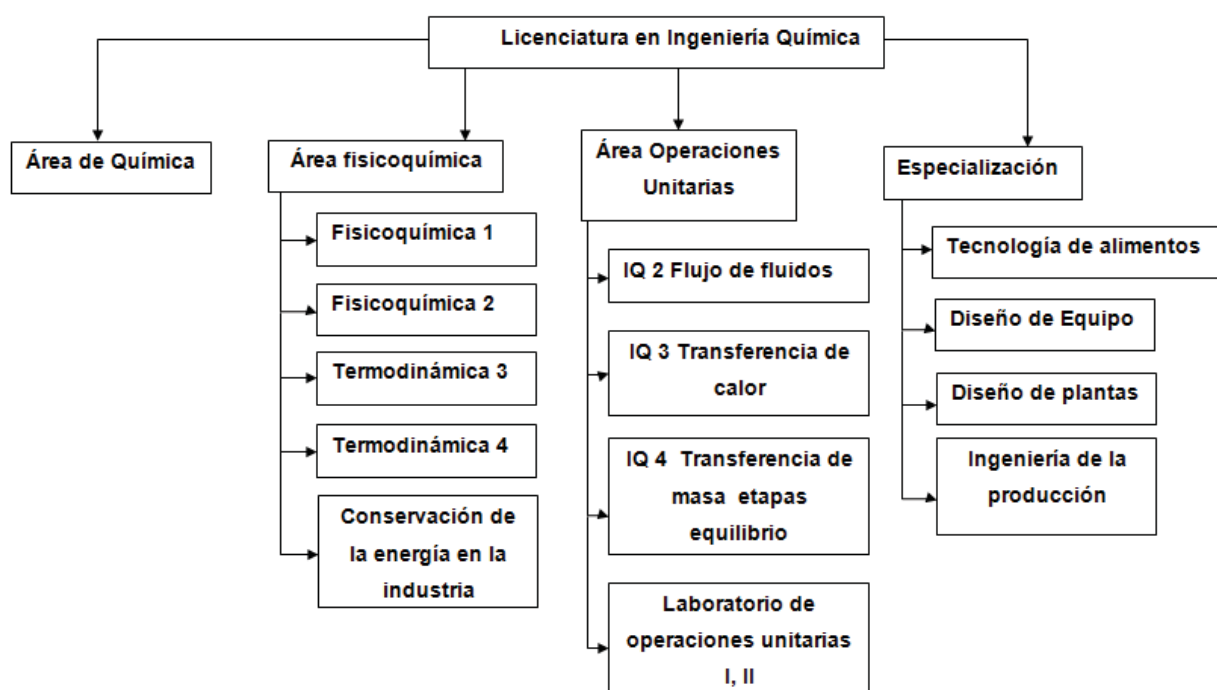 Licenciatura en Ingeniería Química
Área de Química
Área fisicoquímica
Fisicoquímica 1
Fisicoquímica 2
Termodinámica 3
Termodinámica 4
Conservación de
la energía en la
industria
Área Operaciones
Unitarias
IQ 2 Flujo de fluidos
IQ 3 Transferencia de
calor
IQ 4 Transferencia de
masa etapas
equilibrio
Laboratorio de
operaciones unitarias
I, II
Especialización
Tecnología de alimentos
Diseño de Equipo
Diseño de plantas
Ingeniería de la
producción